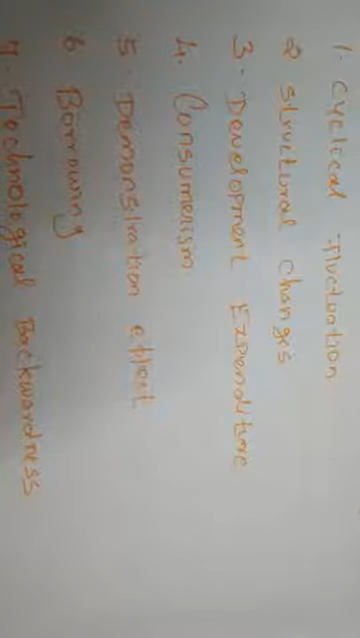 1. Cyclical Fluctuation
2 Structural changes
3. Development Expenditure
4. Consumerism
5. Demonstration effect
6 Borrowing
7. Technological Backwardness